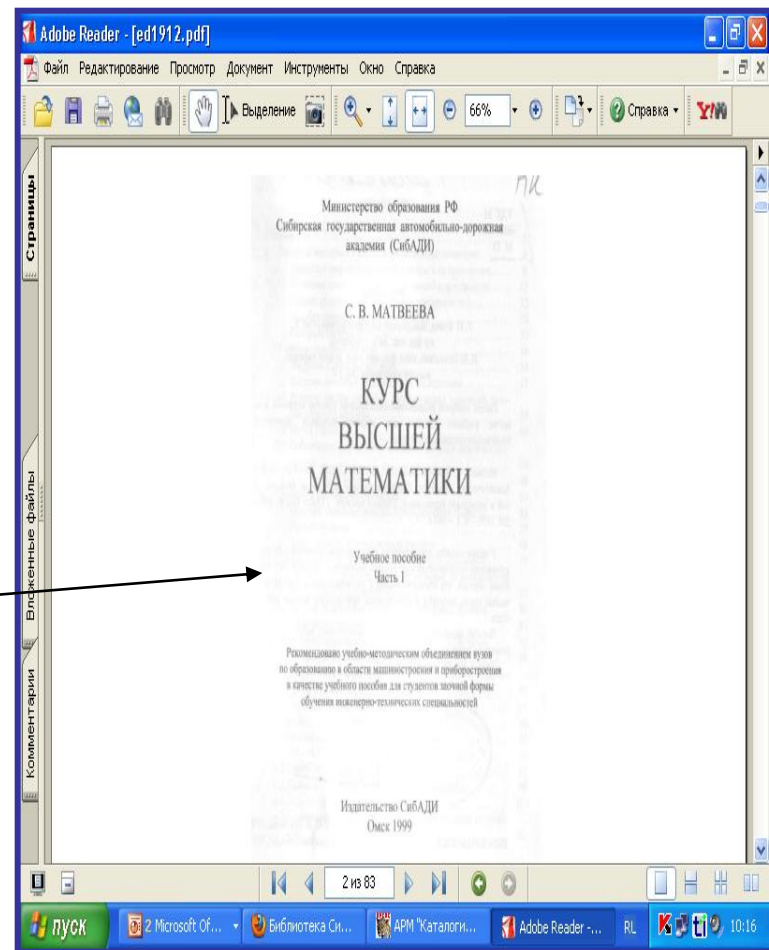 Adobe Reader - [ed1912.pdf]
Файл Редактирование Просмотр Документ Инструменты Окно Справка
Выделение 66% Справка Y!
Страницы
Вложенные файлы
Комментарии
ПК
Министерство образования РФ
Сибирская государственная автомобильно-дорожная
академия (СибАДИ)
С. В. МАТВЕЕВА
КУРС
ВЫСШЕЙ
МАТЕМАТИКИ
Учебное пособие
Часть 1
Рекомендовано учебно-методическим объединением вузов
по образованию в области машиностроения и приборостроения
в качестве учебного пособия для студентов заочной формы
обучения инженерно-технических специальностей
Издательство СибАДИ
Омск 1999
2 из 83
пуск 2 Microsoft Of... Библиотека Си... АРМ "Каталоги... Adobe Reader -... RL 10:16